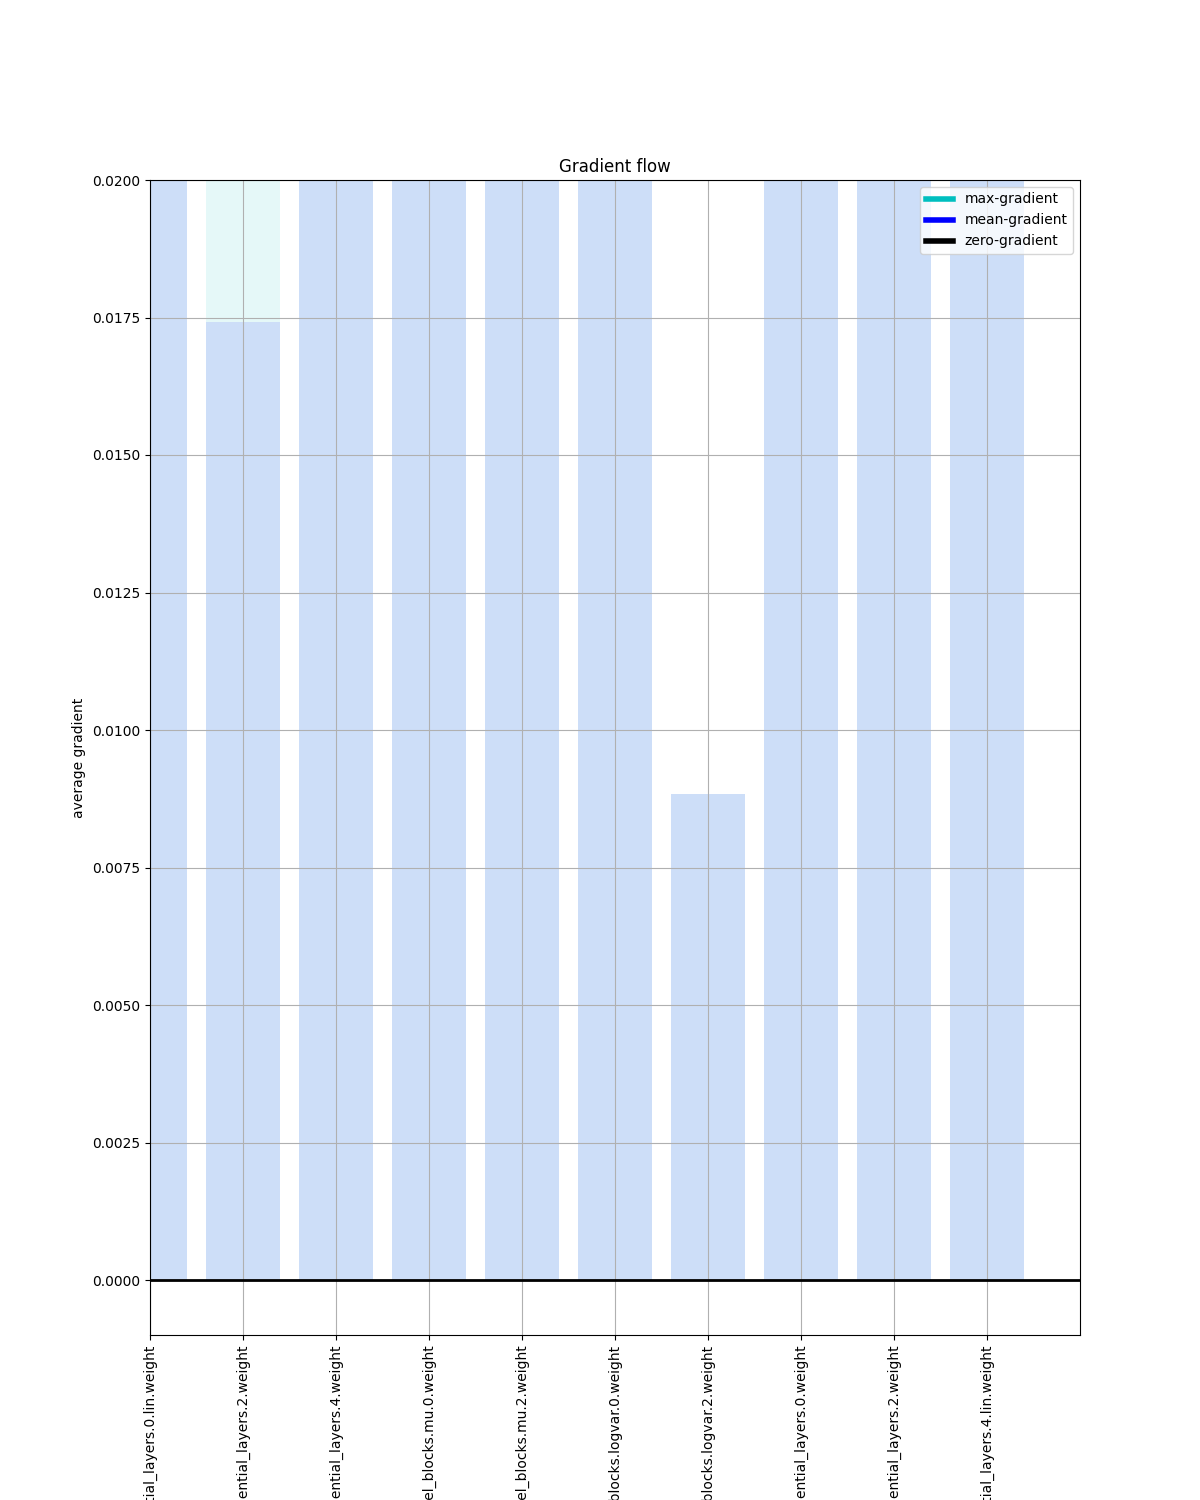 Gradient flow
max-gradient
mean-gradient
zero-gradient
0.0200
0.0175
0.0150
0.0125
0.0100
0.0075
0.0050
0.0025
0.0000
average gradient
tial_layers.0.lin.weight
ential_layers.2.weight
ential_layers.4.weight
el_blocks.mu.0.weight
el_blocks.mu.2.weight
blocks.logvar.0.weight
blocks.logvar.2.weight
ential_layers.0.weight
ential_layers.2.weight
tial_layers.4.lin.weight